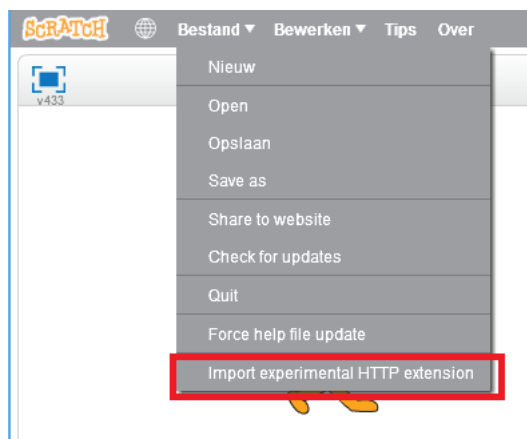 SCRATCH Bestand Bewerken Tips Over
v433
Nieuw
Open
Opslaan
Save as
Share to website
Check for updates
Quit
Force help file update
Import experimental HTTP extension